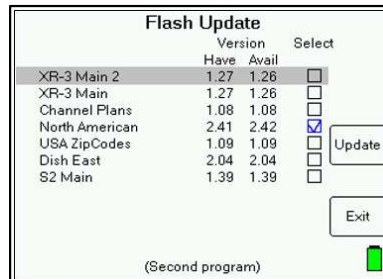 Flash Update
Version Select
Have Avail
XR-3 Main 2 1.27 1.26
XR-3 Main 1.27 1.26
Channel Plans 1.08 1.08
North American 2.41 2.42
USA ZipCodes 1.09 1.09
Update
Dish East 2.04 2.04
S2 Main 1.39 1.39
Exit
(Second program)